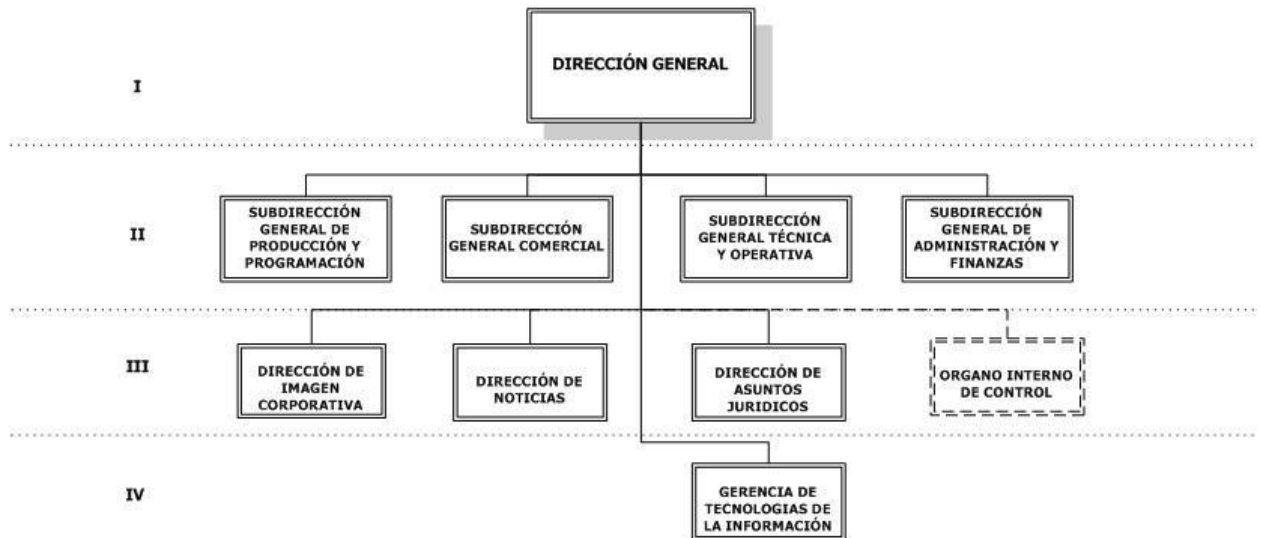 DIRECCIÓN GENERAL
I
II
SUBDIRECCIÓN
GENERAL DE
PRODUCCIÓN Y
PROGRAMACIÓN
SUBDIRECCIÓN
GENERAL COMERCIAL
SUBDIRECCIÓN
GENERAL TÉCNICA
Y OPERATIVA
SUBDIRECCIÓN
GENERAL DE
ADMINISTRACIÓN Y
FINANZAS
III
DIRECCIÓN DE
IMAGEN
CORPORATIVA
DIRECCIÓN DE
NOTICIAS
DIRECCIÓN DE
ASUNTOS
JURIDICOS
ORGANO INTERNO
DE CONTROL
IV
GERENCIA DE
TECNOLOGIAS DE
LA INFORMACIÓN